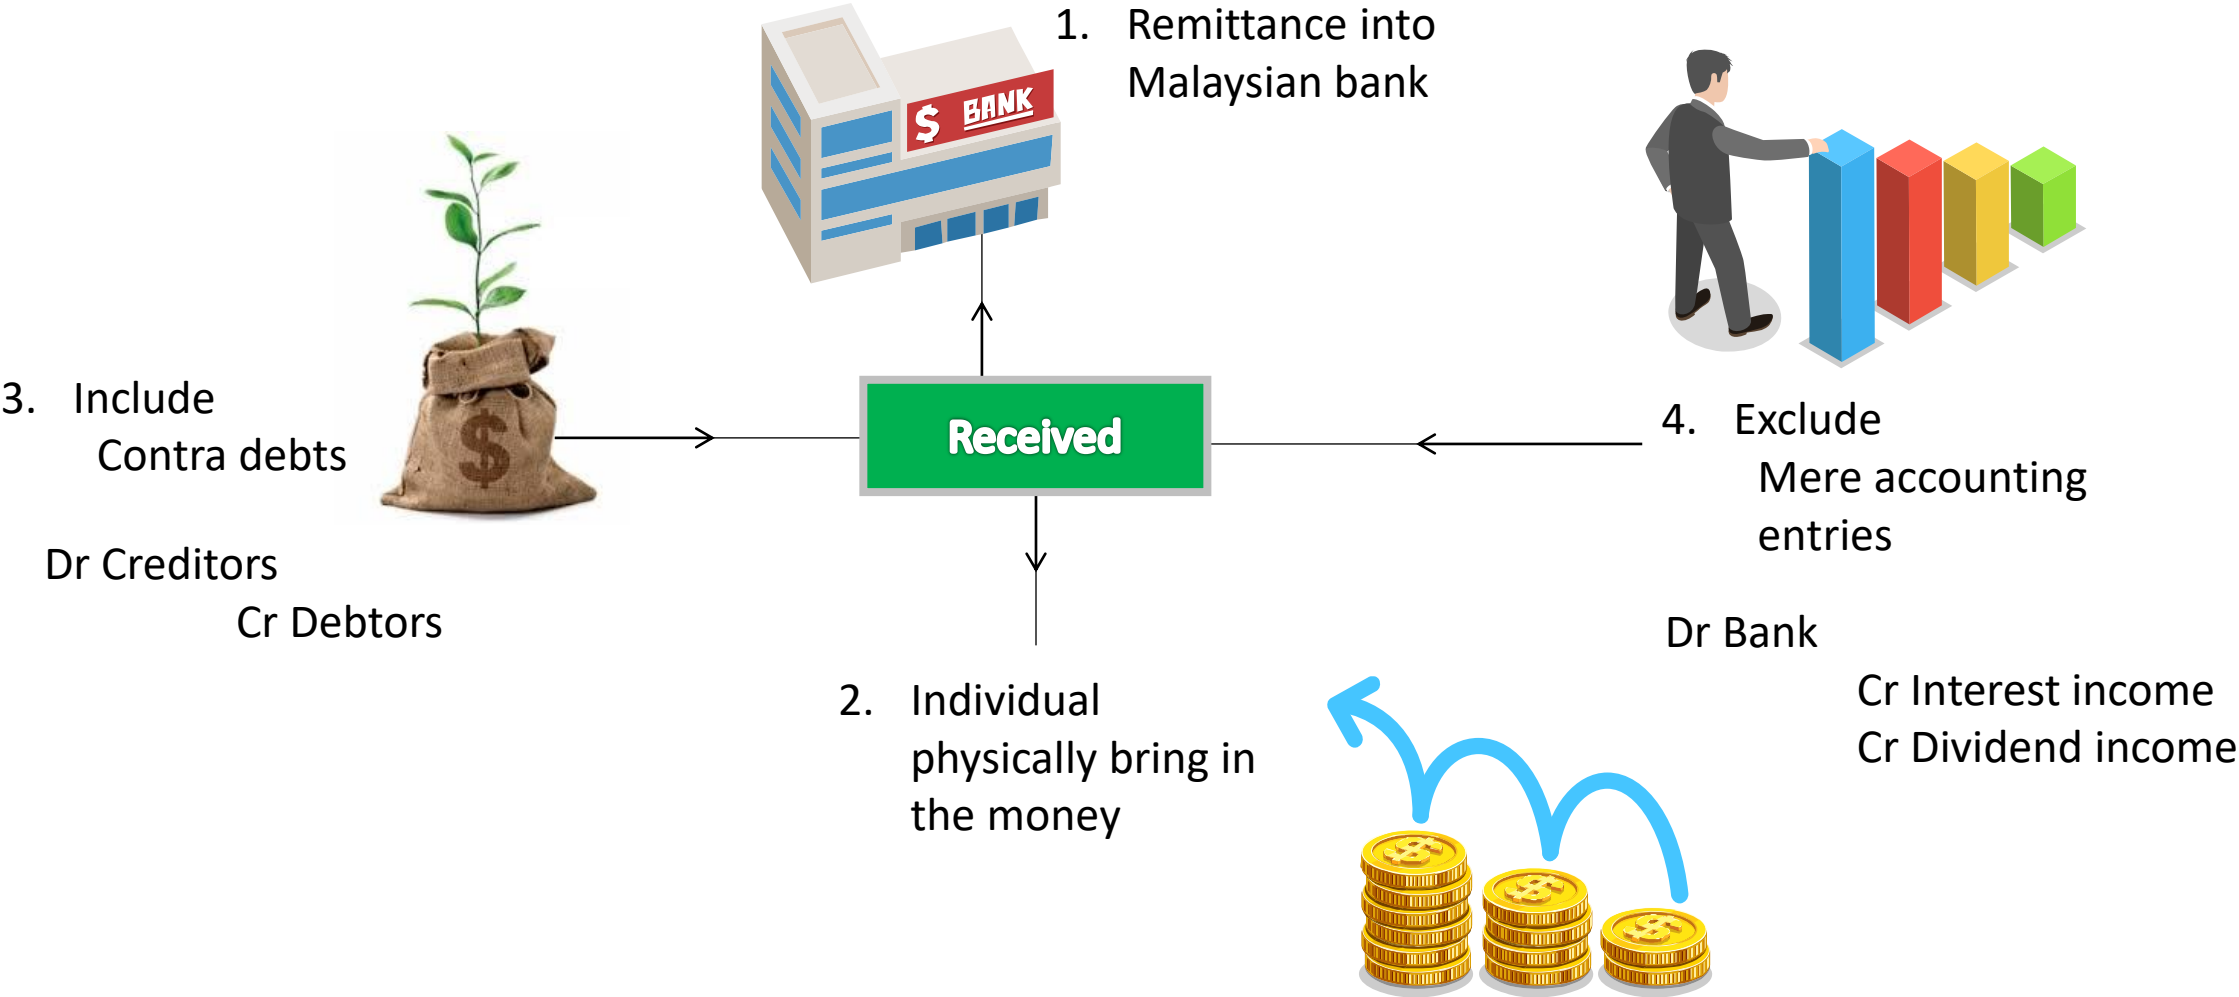 1. Remittance into
Malaysian bank
$ BANK
3. Include
Contra debts
$
Dr Creditors
Cr Debtors
Received
4. Exclude
Mere accounting
entries
Dr Bank
Cr Interest income
Cr Dividend income
2. Individual
physically bring in
the money
$
$
$